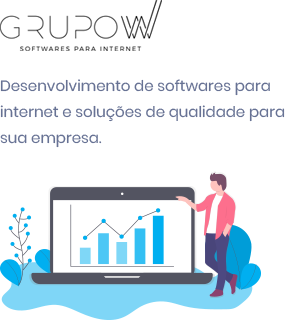 GRUPOW
SOFTWARES PARA INTERNET
Desenvolvimento de softwares para
internet e soluções de qualidade para
sua empresa.